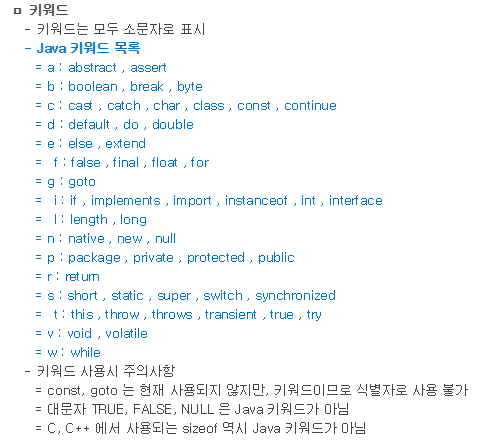 ▫ 키워드
- 키워드는 모두 소문자로 표시
- Java 키워드 목록
= a : abstract , assert
= b : boolean , break , byte
= c : cast , catch , char , class , const , continue
= d : default , do , double
= e : else , extend
= f : false , final , float , for
= g : goto
= i : if , implements , import , instanceof , int , interface
= l : length , long
= n : native , new , null
= p : package , private , protected , public
= r : return
= s : short , static , super , switch , synchronized
= t : this , throw , throws , transient , true , try
= v : void , volatile
= w : while
- 키워드 사용시 주의사항
= const, goto 는 현재 사용되지 않지만, 키워드이므로 식별자로 사용 불가
= 대문자 TRUE, FALSE, NULL 은 Java 키워드가 아님
= C, C++ 에서 사용되는 sizeof 역시 Java 키워드가 아님